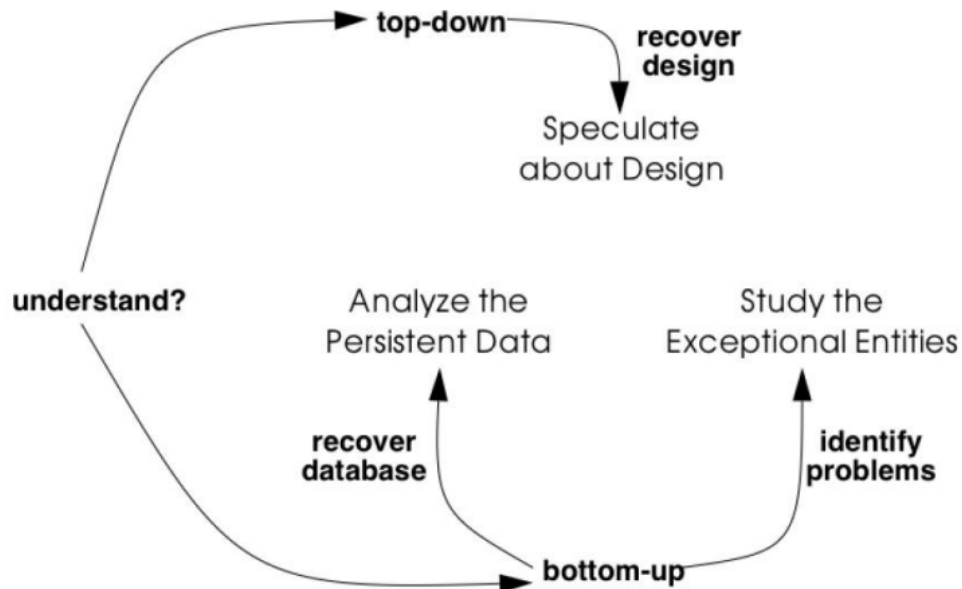 top-down
recover
design
Speculate
about Design
understand?
Analyze the
Persistent Data
Study the
Exceptional Entities
recover
database
identify
problems
bottom-up